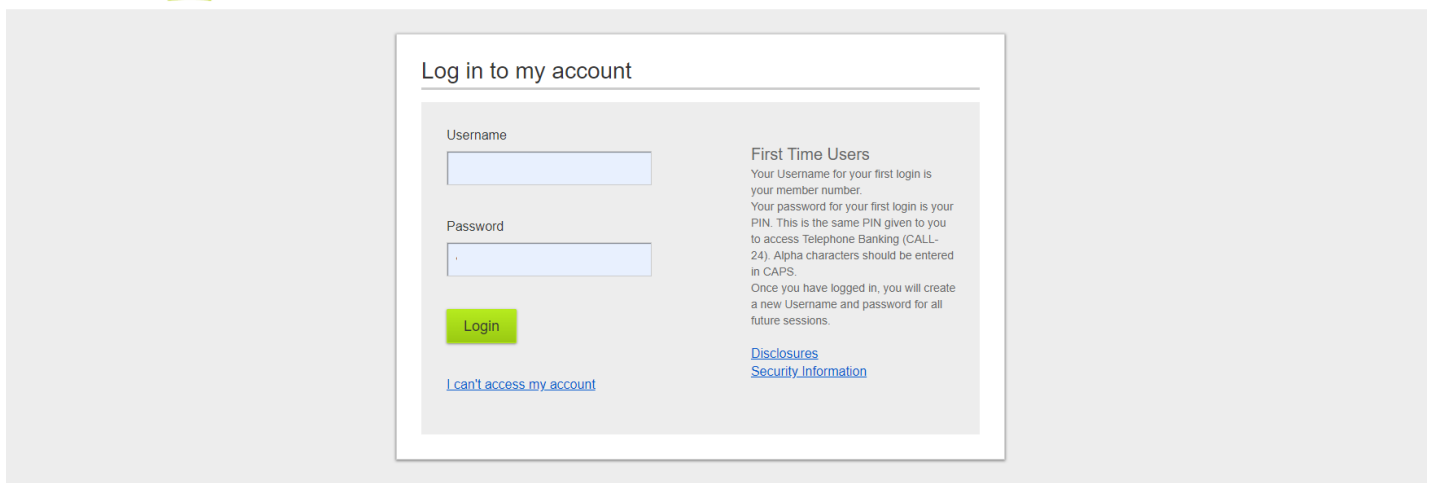 Log in to my account
Username
Password
Login
I can't access my account
First Time Users
Your Username for your first login is
your member number.
Your password for your first login is your
PIN. This is the same PIN given to you
to access Telephone Banking (CALL-
24). Alpha characters should be entered
in CAPS.
Once you have logged in, you will create
a new Username and password for all
future sessions.
Disclosures
Security Information